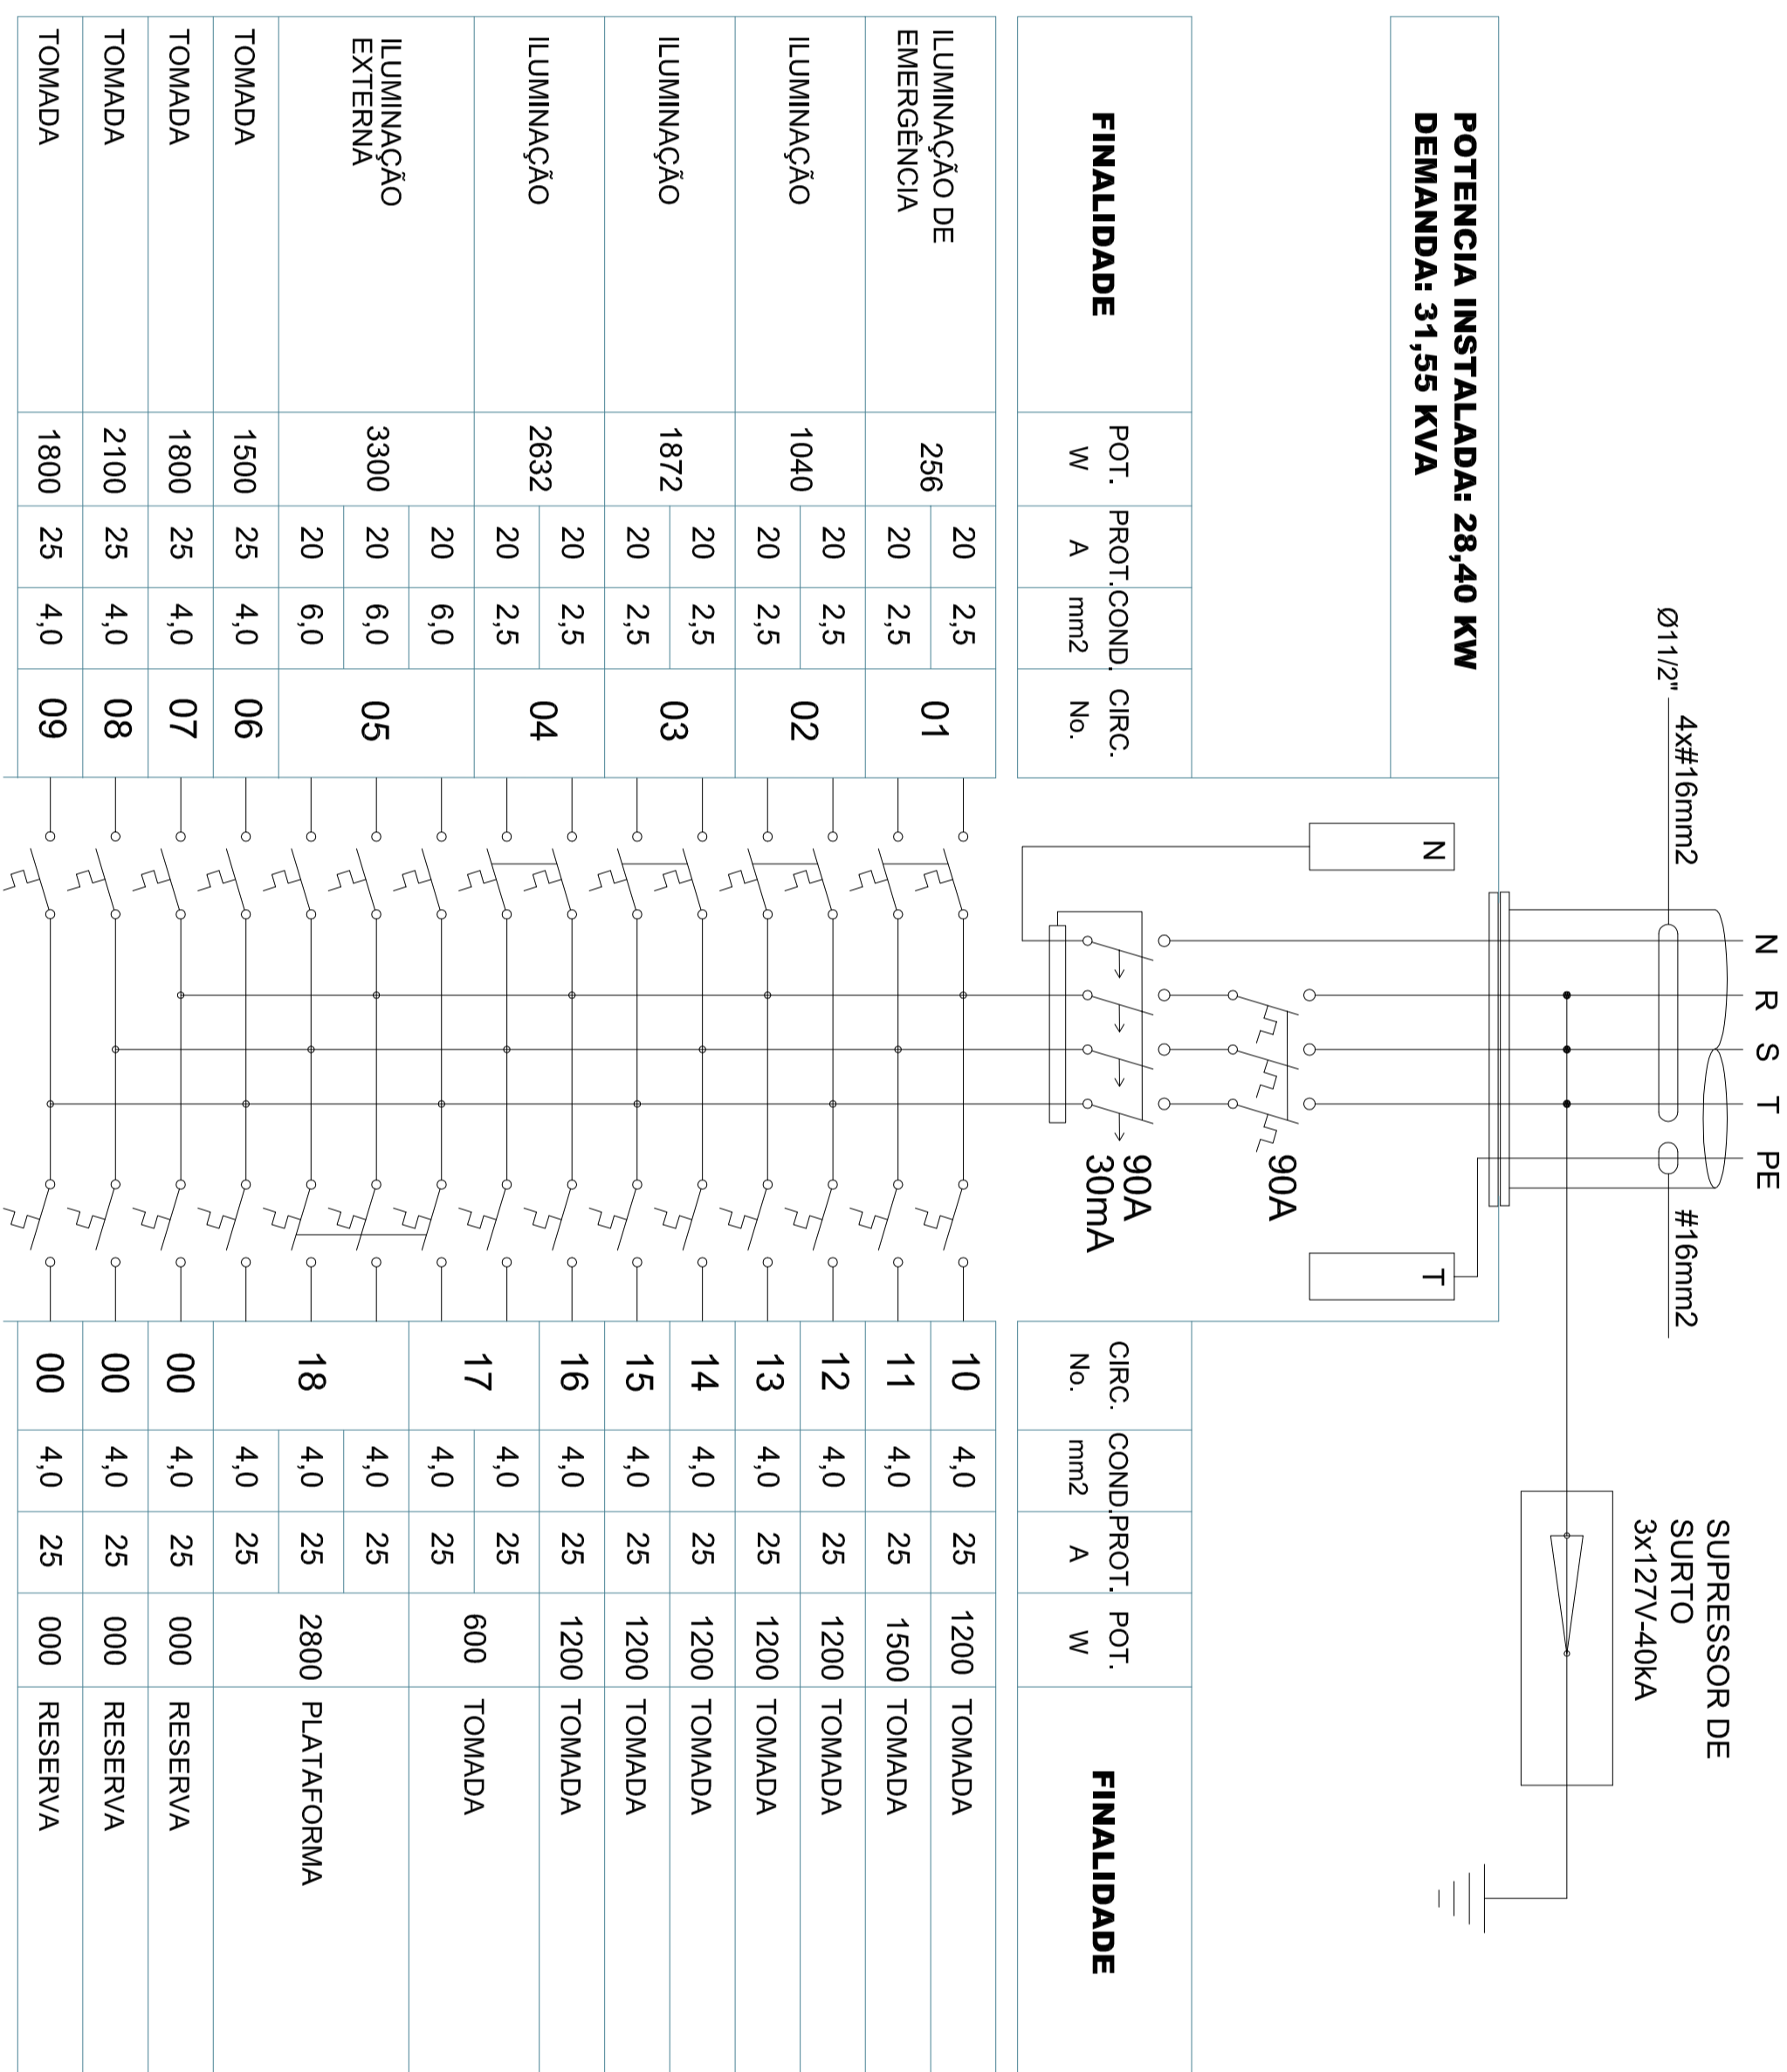 N R S T PE
Ø11/2"
4x#16mm2
#16mm2
SUPRESSOR DE
SURTO
3x127V-40kA
POTENCIA INSTALADA: 28,40 KW
DEMANDA: 31,55 KVA
N
T
90A
90A
30mA
FINALIDADE POT. W PROT. A COND. mm2 CIRC. No.
CIRC. No. COND. mm2 PROT. A POT. W FINALIDADE
ILUMINAÇÃO DE
EMERGÊNCIA
256
20 2,5
20 2,5
01
ILUMINAÇÃO
1040
20 2,5
20 2,5
02
ILUMINAÇÃO
1872
20 2,5
20 2,5
03
ILUMINAÇÃO
2632
20 2,5
20 2,5
04
ILUMINAÇÃO
EXTERNA
3300
20 6,0
20 6,0
20 6,0
05
TOMADA 1500 25 4,0 06
TOMADA 1800 25 4,0 07
TOMADA 2100 25 4,0 08
TOMADA 1800 25 4,0 09
10 4,0 25 1200 TOMADA
11 4,0 25 1500 TOMADA
12 4,0 25 1200 TOMADA
13 4,0 25 1200 TOMADA
14 4,0 25 1200 TOMADA
15 4,0 25 1200 TOMADA
16 4,0 25 1200 TOMADA
17
4,0 25
4,0 25
600 TOMADA
18
4,0 25
4,0 25
4,0 25
2800 PLATAFORMA
00 4,0 25 000 RESERVA
00 4,0 25 000 RESERVA
00 4,0 25 000 RESERVA